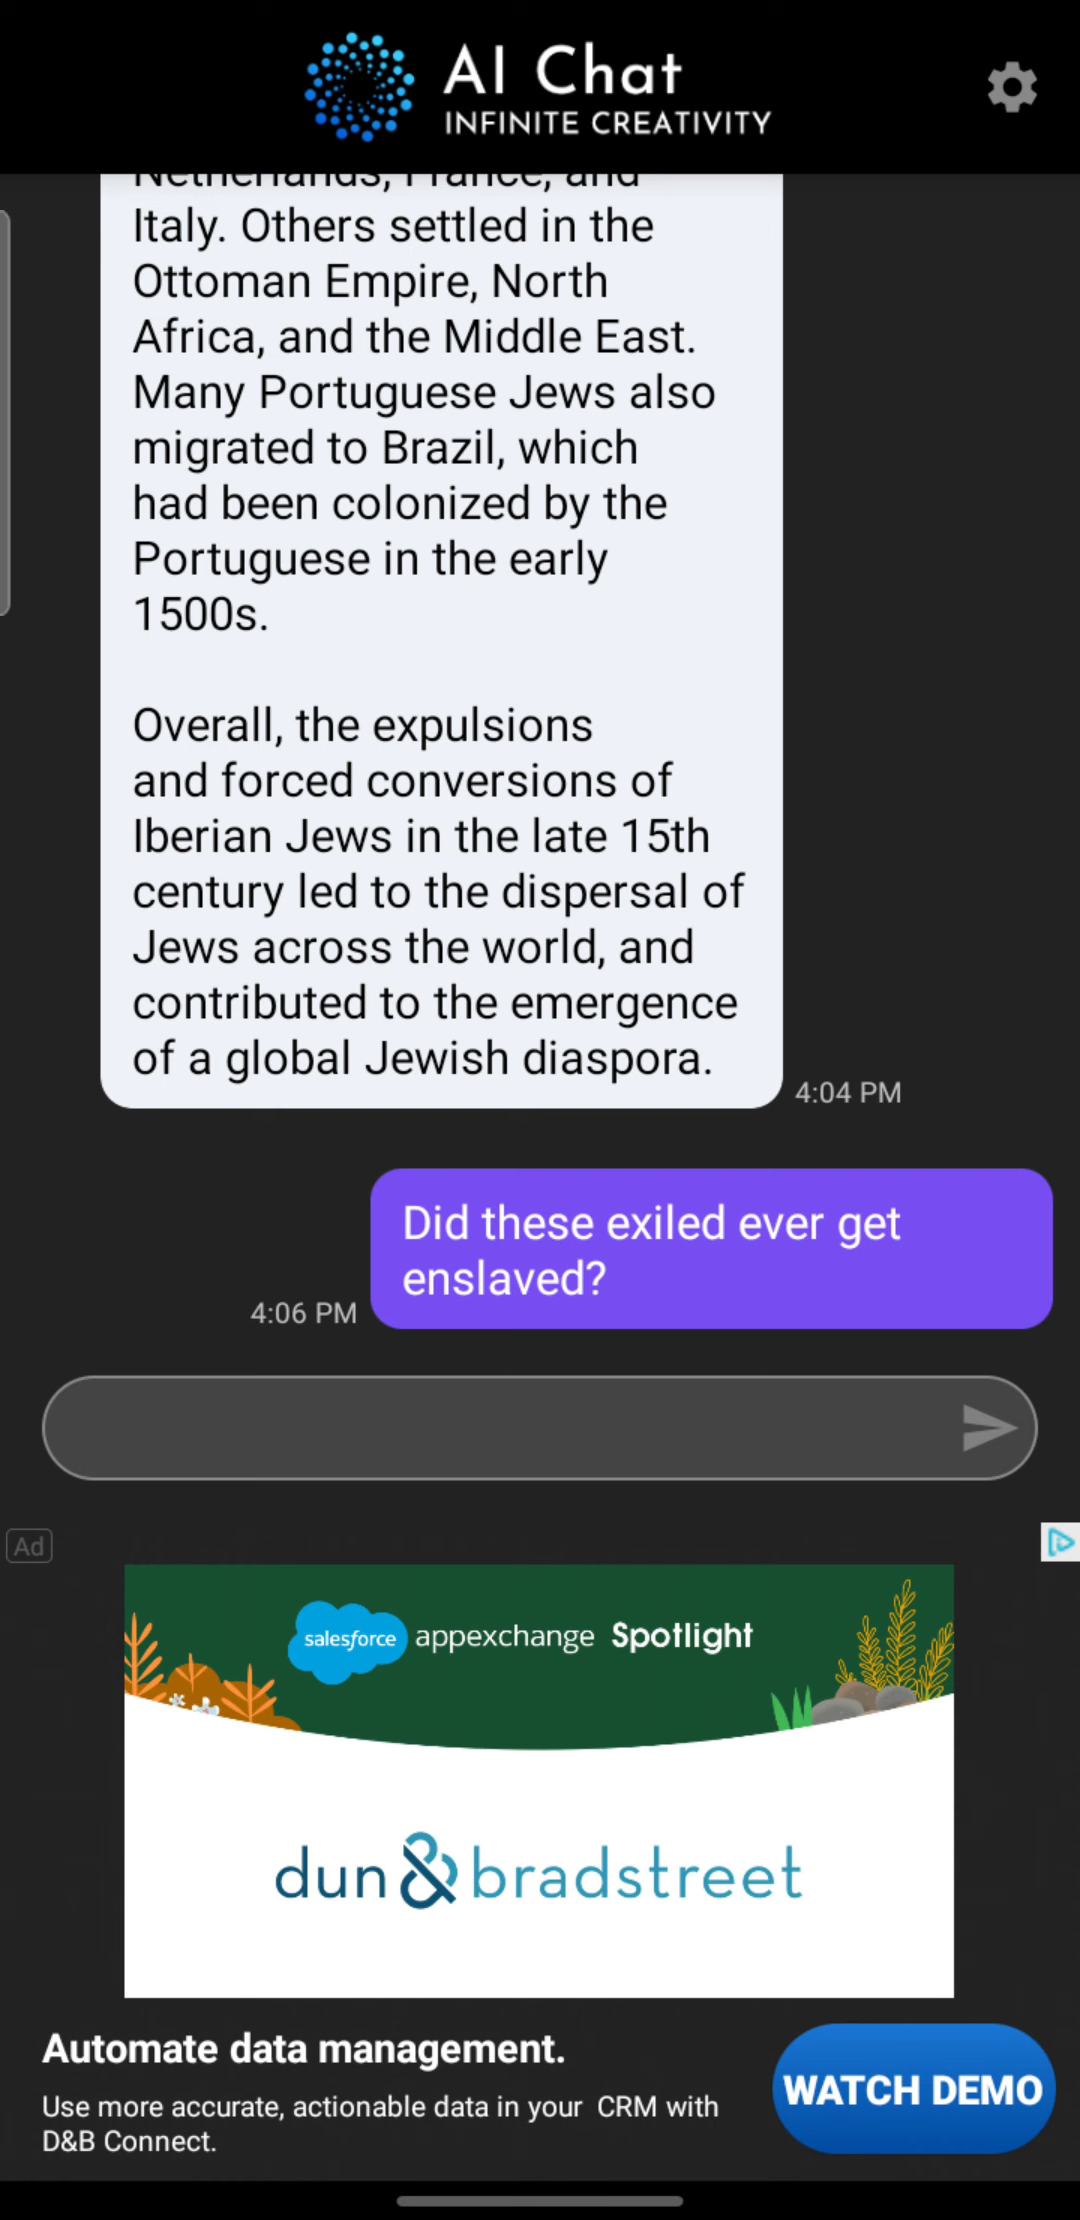 AI Chat
INFINITE CREATIVITY
Netherlands, France, and
Italy. Others settled in the
Ottoman Empire, North
Africa, and the Middle East.
Many Portuguese Jews also
migrated to Brazil, which
had been colonized by the
Portuguese in the early
1500s.
Overall, the expulsions
and forced conversions of
Iberian Jews in the late 15th
century led to the dispersal of
Jews across the world, and
contributed to the emergence
of a global Jewish diaspora.
4:04 PM
Did these exiled ever get
enslaved?
4:06 PM
Ad
salesforce appexchange Spotlight
dun & bradstreet
Automate data management.
Use more accurate, actionable data in your CRM with
D&B Connect.
WATCH DEMO